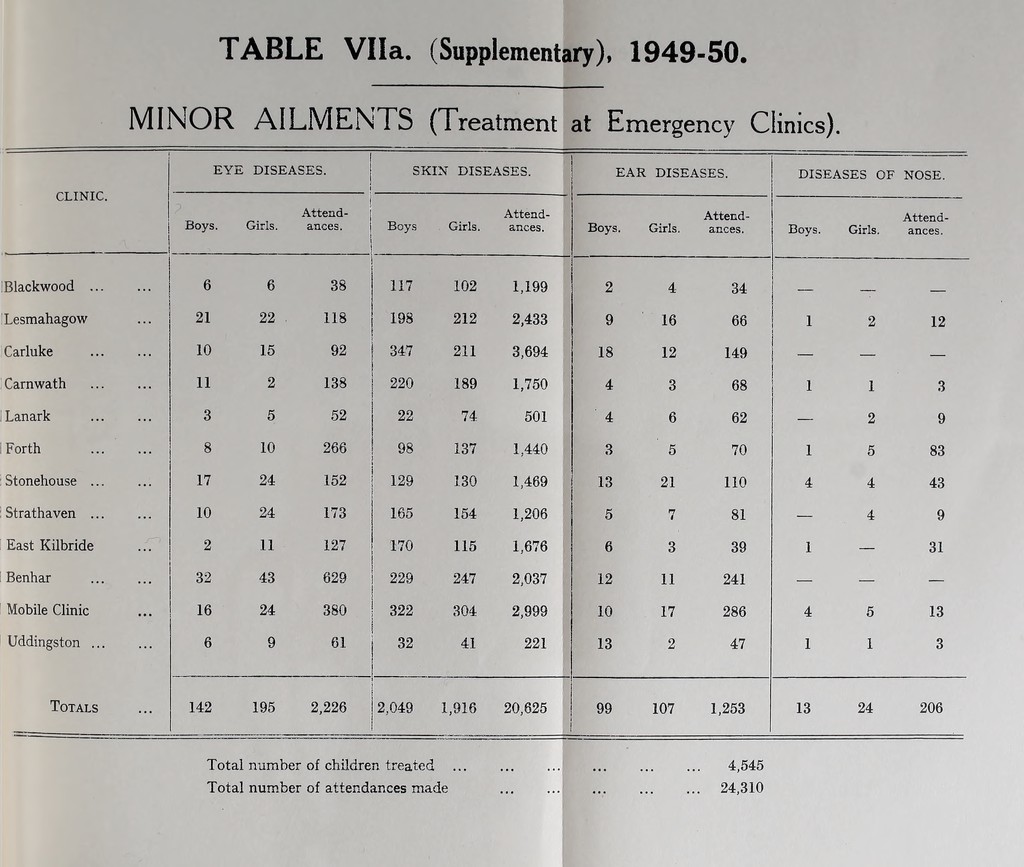 TABLE VIIa. (Supplementary), 1949-50.
MINOR AILMENTS (Treatment at Emergency Clinics).
CLINIC. EYE DISEASES. SKIN DISEASES. EAR DISEASES. DISEASES OF NOSE.
Boys. Girls. Attend-ances. Boys Girls. Attend-ances. Boys. Girls. Attend-ances. Boys. Girls. Attend-ances.
Blackwood ... ... 6 6 38 117 102 1,199 2 4 34 — — —
Lesmahagow ... 21 22 118 198 212 2,433 9 16 66 1 2 12
Carluke ... ... 10 15 92 347 211 3,694 18 12 149 — — —
Carnwath ... ... 11 2 138 220 189 1,750 4 3 68 1 1 3
Lanark ... ... 3 5 52 22 74 501 4 6 62 — 2 9
Forth ... ... 8 10 266 98 137 1,440 3 5 70 1 5 83
Stonehouse ... ... 17 24 152 129 130 1,469 13 21 110 4 4 43
Strathaven ... ... 10 24 173 165 154 1,206 5 7 81 — 4 9
East Kilbride ... 2 11 127 170 115 1,676 6 3 39 1 — 31
Benhar ... ... 32 43 629 229 247 2,037 12 11 241 — — —
Mobile Clinic ... 16 24 380 322 304 2,999 10 17 286 4 5 13
Uddingston ... ... 6 9 61 32 41 221 13 2 47 1 1 3
TOTALS ... 142 195 2,226 2,049 1,916 20,625 99 107 1,253 13 24 206
Total number of children treated ... ... ... ... ... ... 4,545
Total number of attendances made ... ... ... ... ... 24,310